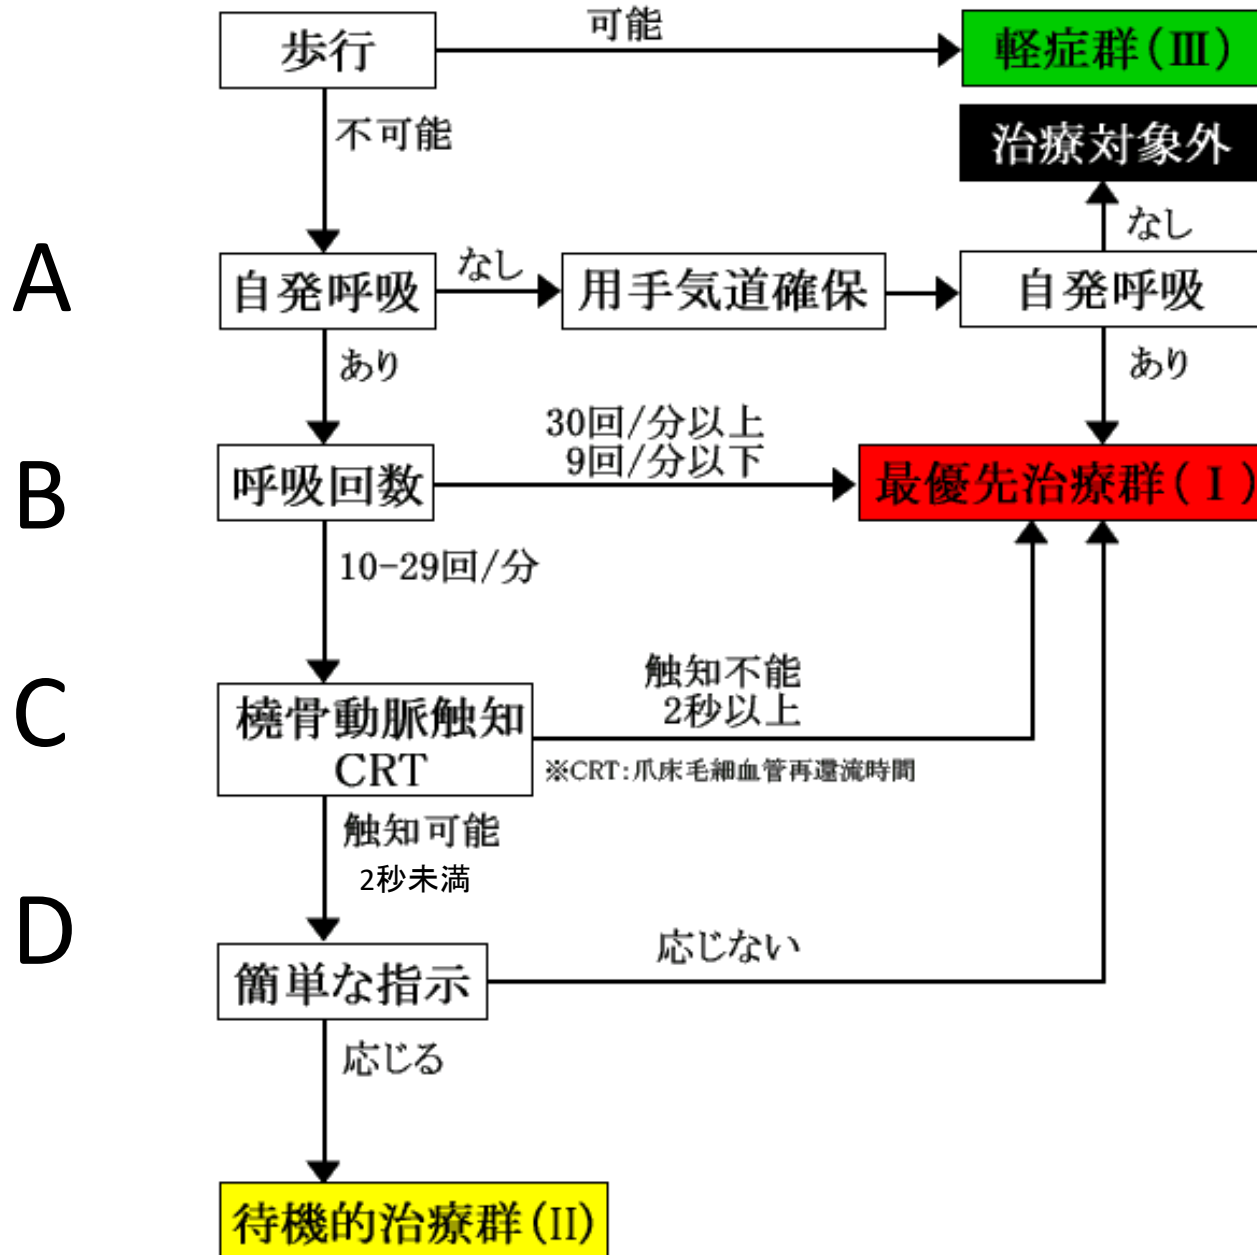 歩行
可能
軽症群(Ⅲ)
不可能
治療対象外
A
自発呼吸
なし
用手気道確保
自発呼吸
なし
あり
あり
B
呼吸回数
30回/分以上
9回/分以下
最優先治療群(Ⅰ)
10-29回/分
C
橈骨動脈触知
CRT
触知不能
2秒以上
※CRT:爪床毛細血管再還流時間
触知可能
2秒未満
D
簡単な指示
応じない
応じる
待機的治療群(II)